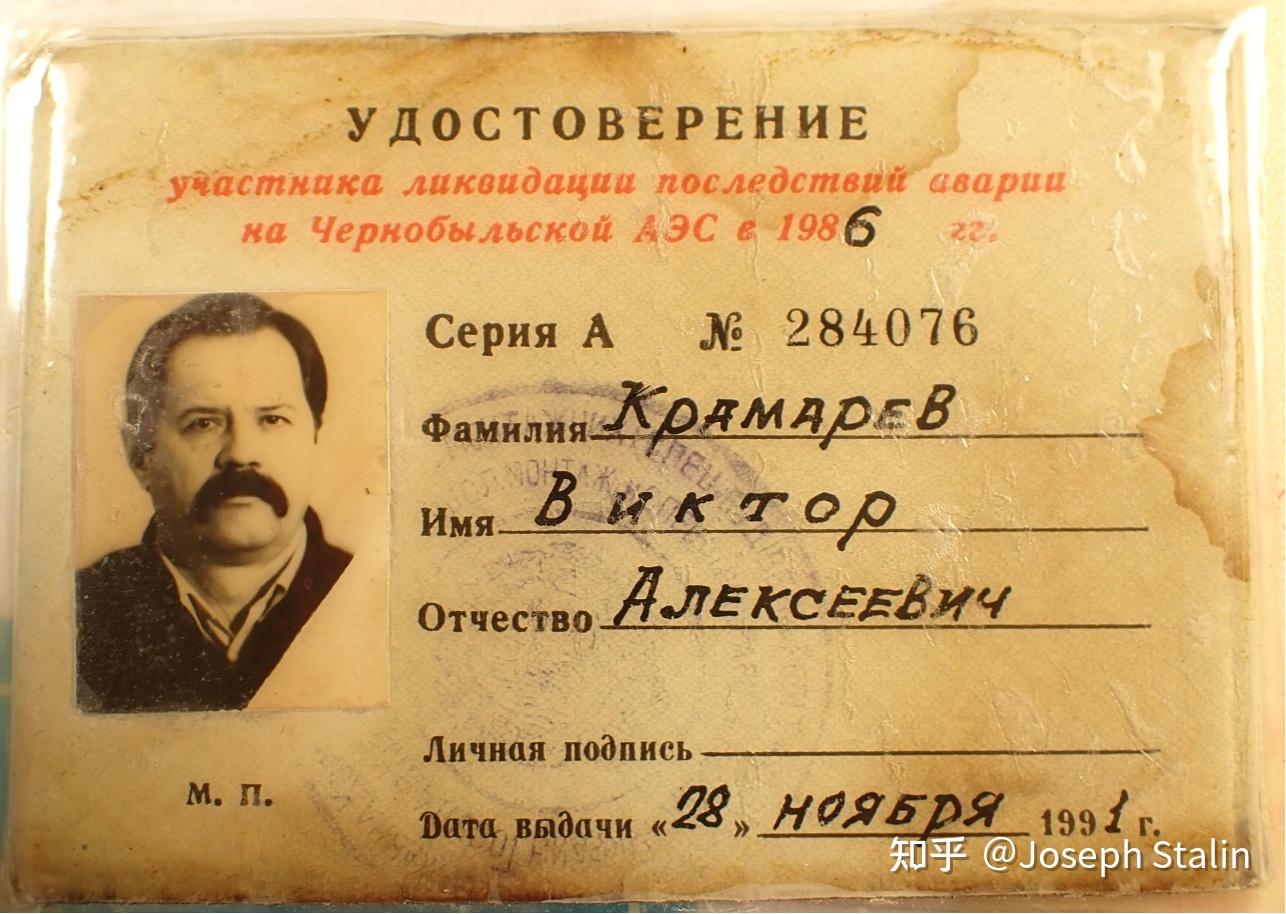 УДОСТОВЕРЕНИЕ
участника ликвидации последствий аварии
на Чернобыльской АЭС в 1986 гг.
Серия А № 284076
Фамилия Крамарев
Имя Виктор
Отчество Алексеевич
Личная подпись
М. П.
Дата выдачи «28» ноября 1991 г.
知乎 @Joseph Stalin